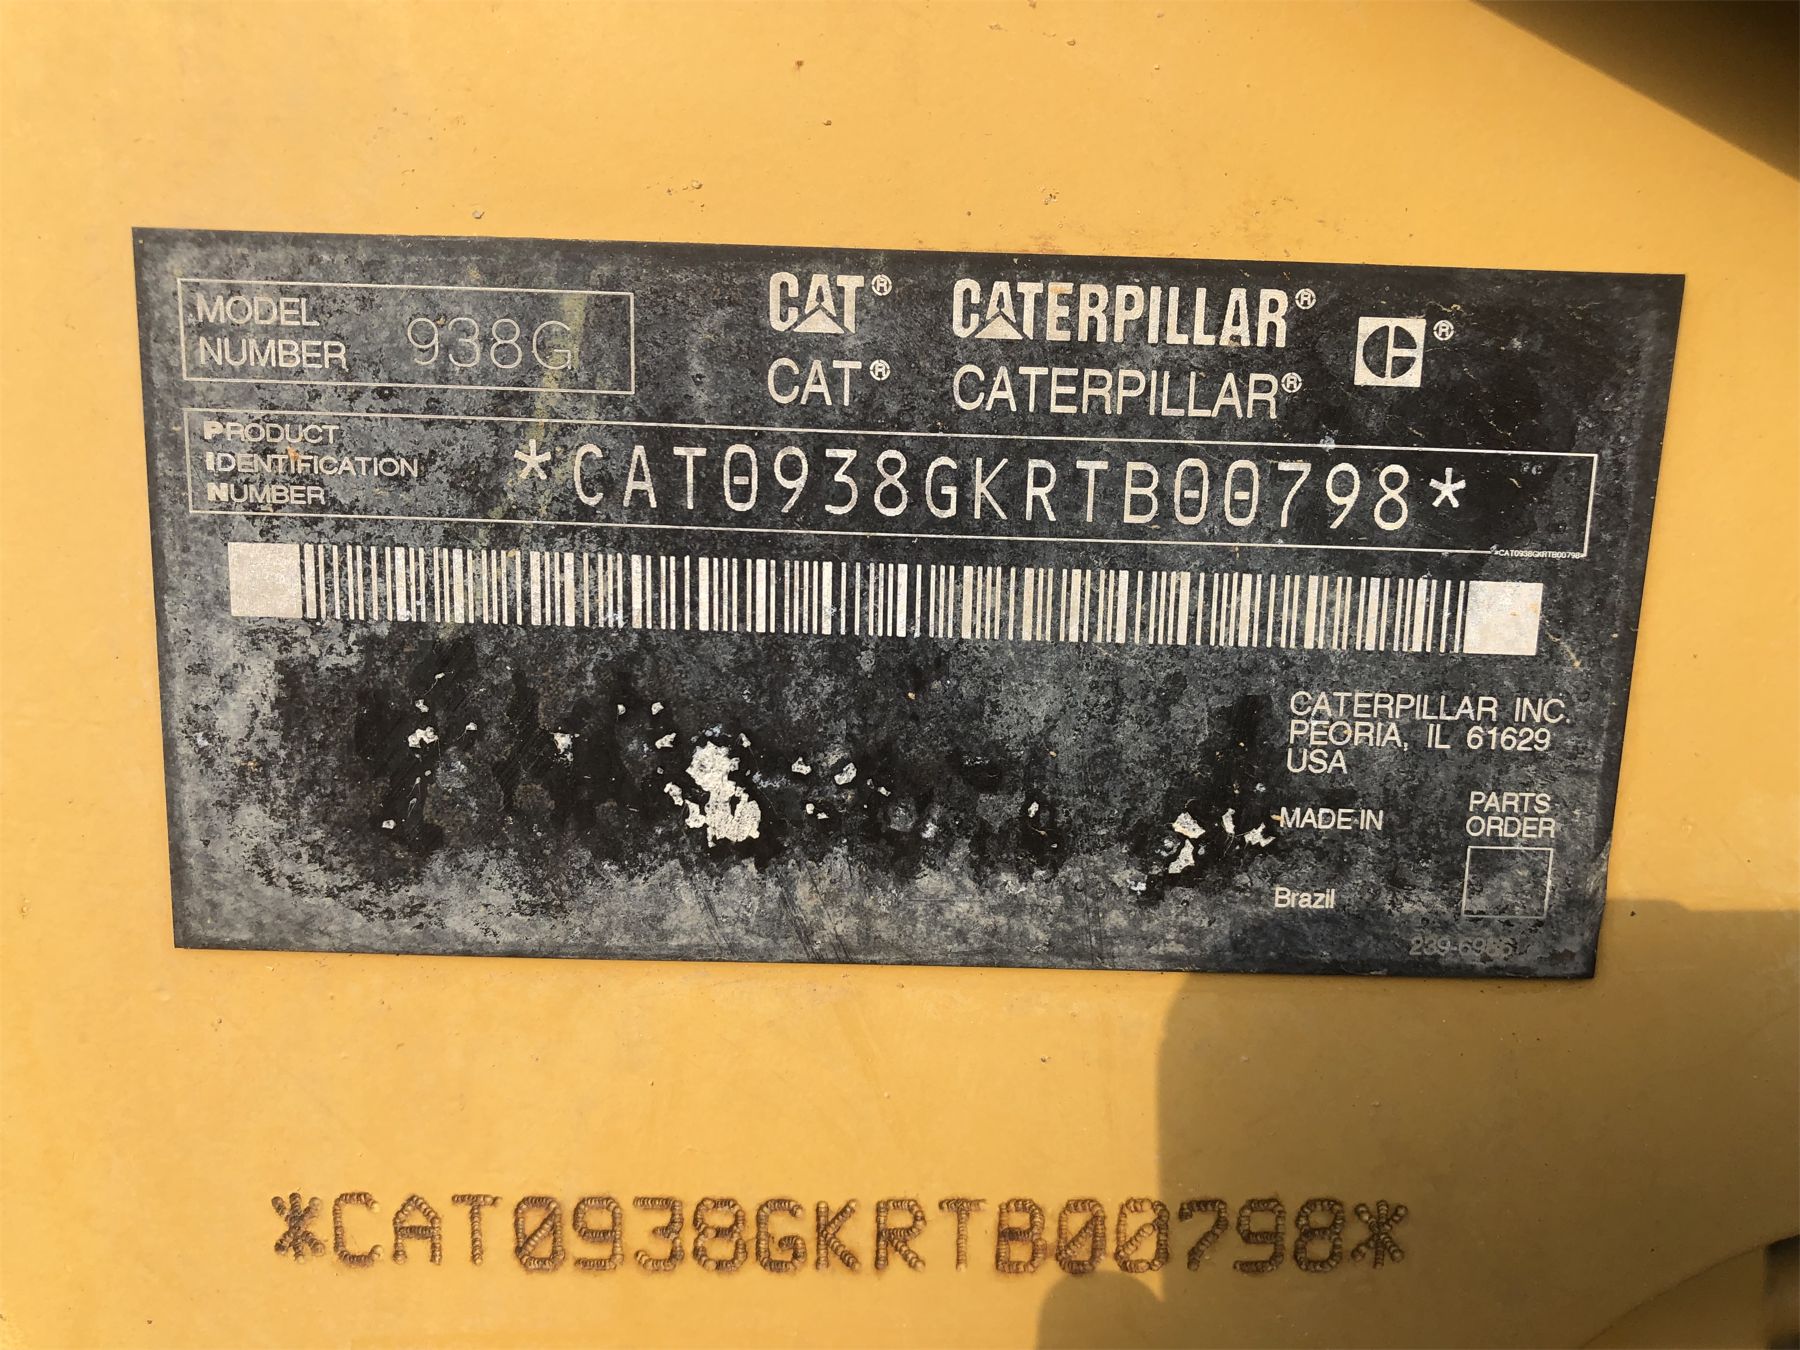 MODEL
NUMBER 938G
CAT® CATERPILLAR® ®
CAT® CATERPILLAR®
PRODUCT
IDENTIFICATION
NUMBER
*CAT0938GKRTB00798*
*CAT0938GKRTB00798*
CATERPILLAR INC.
PEORIA, IL 61629
USA
MADE IN
Brazil
PARTS
ORDER
*CAT0938GKRTB00798*